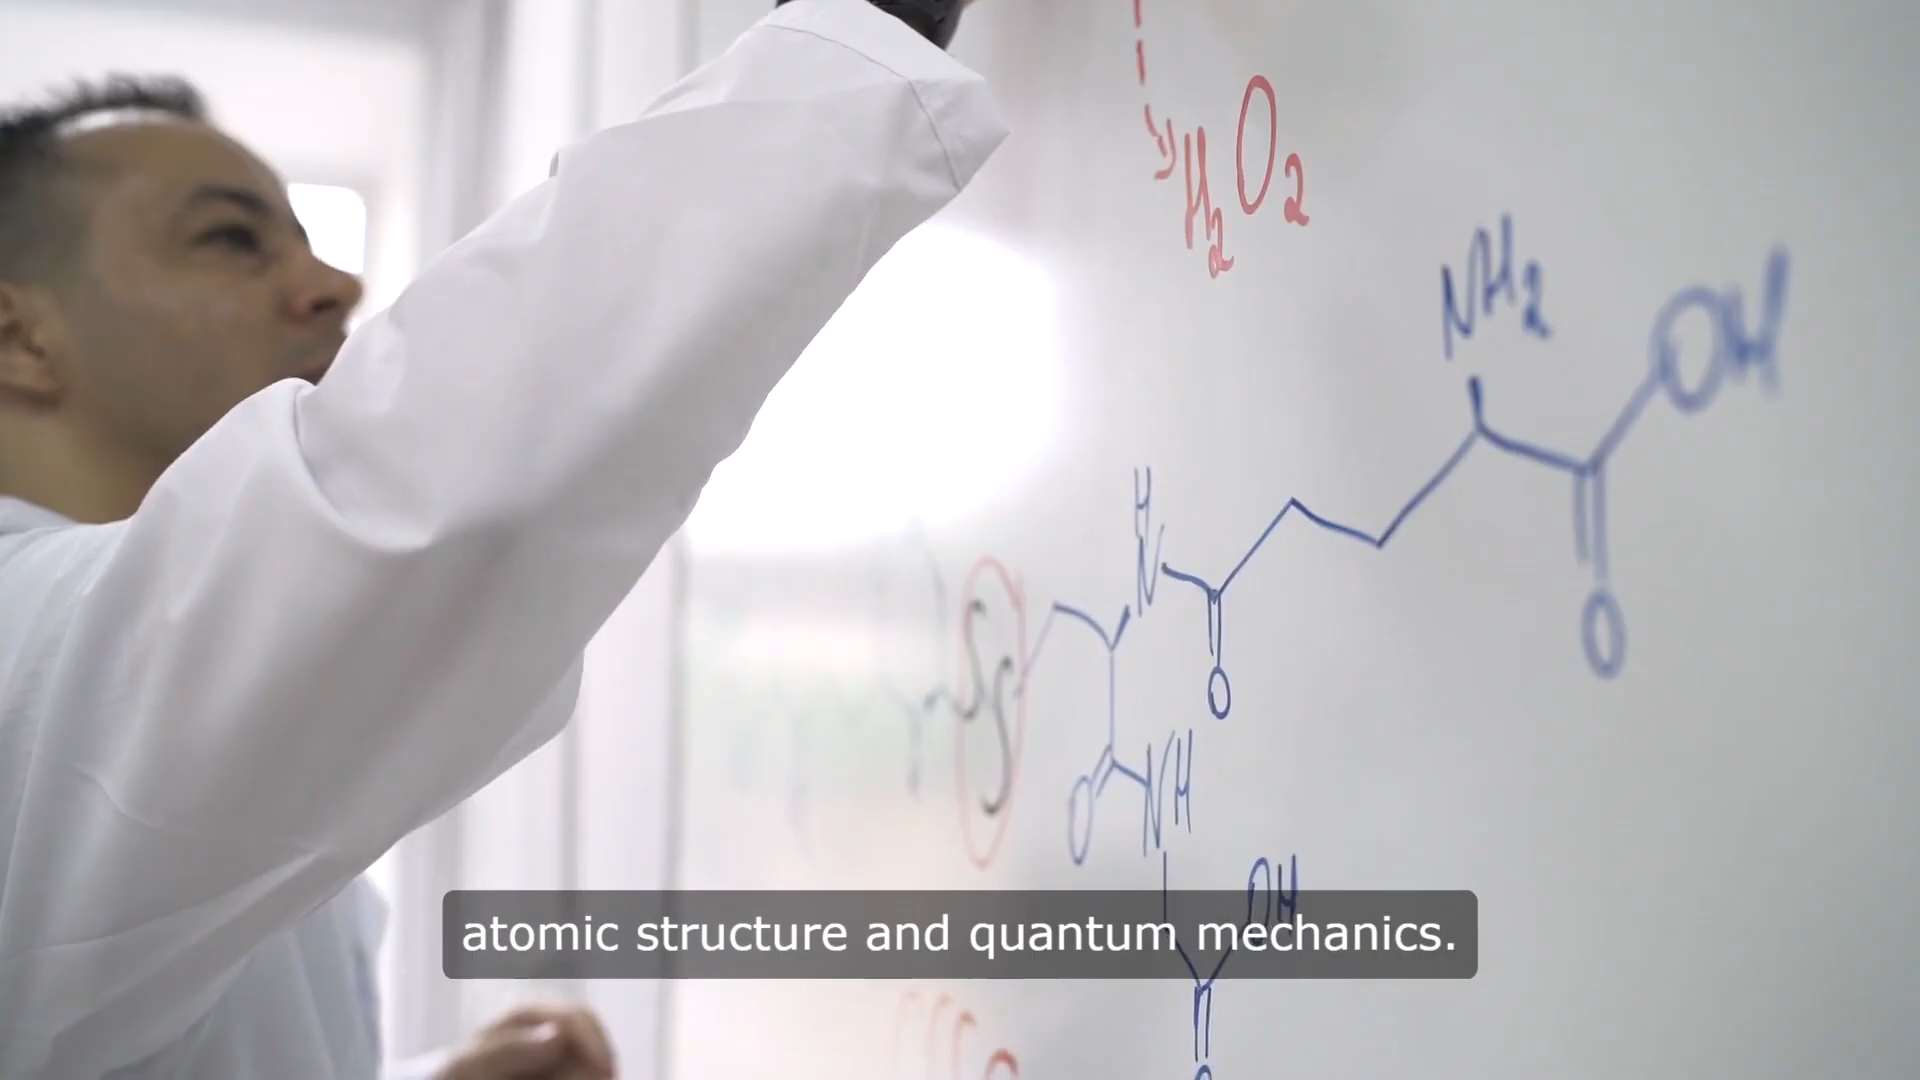 H2O2
NH2
OH
H
N
O
S
O
O
NH
OH
atomic structure and quantum mechanics.